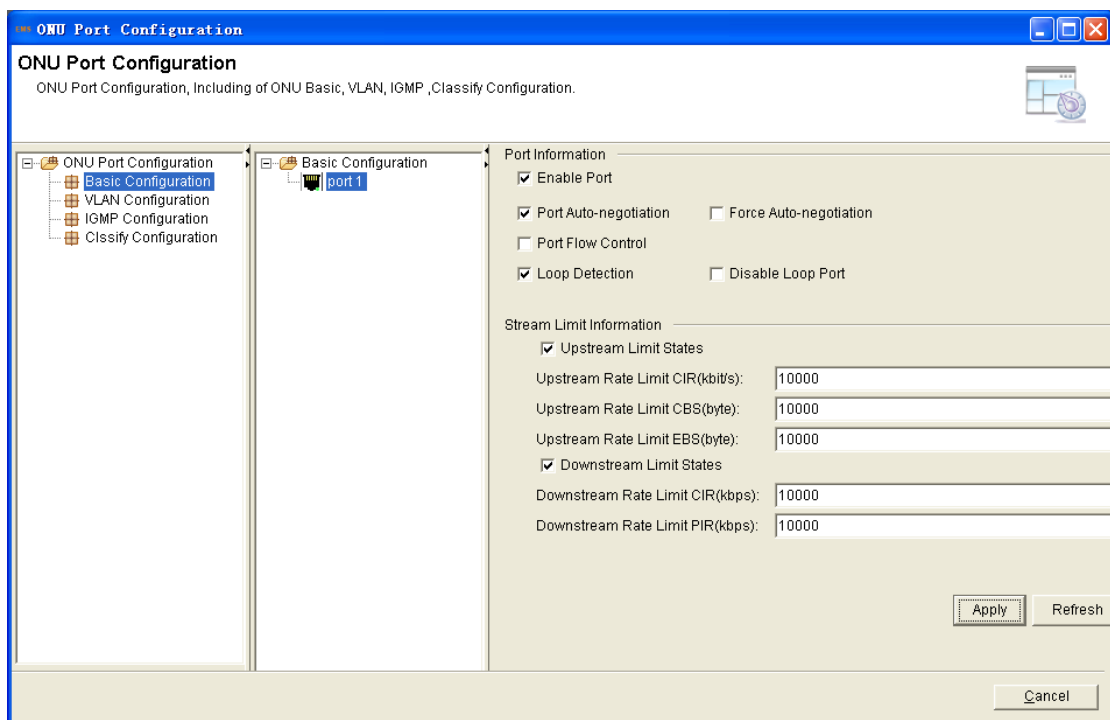 EMS ONU Port Configuration
ONU Port Configuration
ONU Port Configuration, Including of ONU Basic, VLAN, IGMP ,Classify Configuration.
ONU Port Configuration
Basic Configuration
VLAN Configuration
IGMP Configuration
Clssify Configuration
Basic Configuration
port 1
Port Information
Enable Port
Port Auto-negotiation Force Auto-negotiation
Port Flow Control
Loop Detection Disable Loop Port
Stream Limit Information
Upstream Limit States
Upstream Rate Limit CIR(kbit/s): 10000
Upstream Rate Limit CBS(byte): 10000
Upstream Rate Limit EBS(byte): 10000
Downstream Limit States
Downstream Rate Limit CIR(kbps): 10000
Downstream Rate Limit PIR(kbps): 10000
Apply Refresh
Cancel